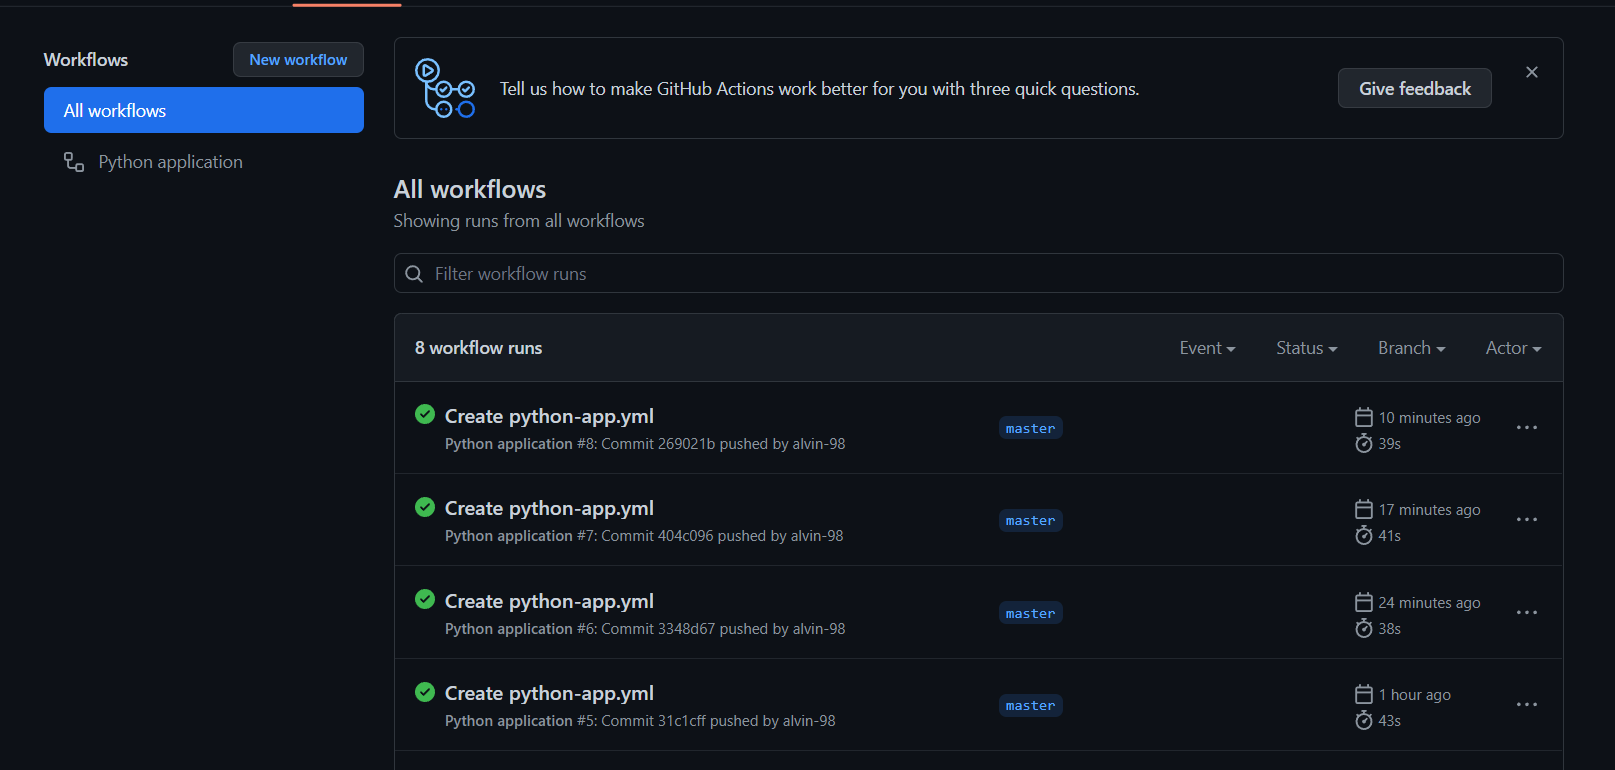 Workflows
New workflow
All workflows
Python application
Tell us how to make GitHub Actions work better for you with three quick questions.
Give feedback
All workflows
Showing runs from all workflows
Filter workflow runs
8 workflow runs
Event
Status
Branch
Actor
Create python-app.yml
Python application #8: Commit 269021b pushed by alvin-98
master
10 minutes ago
39s
Create python-app.yml
Python application #7: Commit 404c096 pushed by alvin-98
master
17 minutes ago
41s
Create python-app.yml
Python application #6: Commit 3348d67 pushed by alvin-98
master
24 minutes ago
38s
Create python-app.yml
Python application #5: Commit 31c1cff pushed by alvin-98
master
1 hour ago
43s